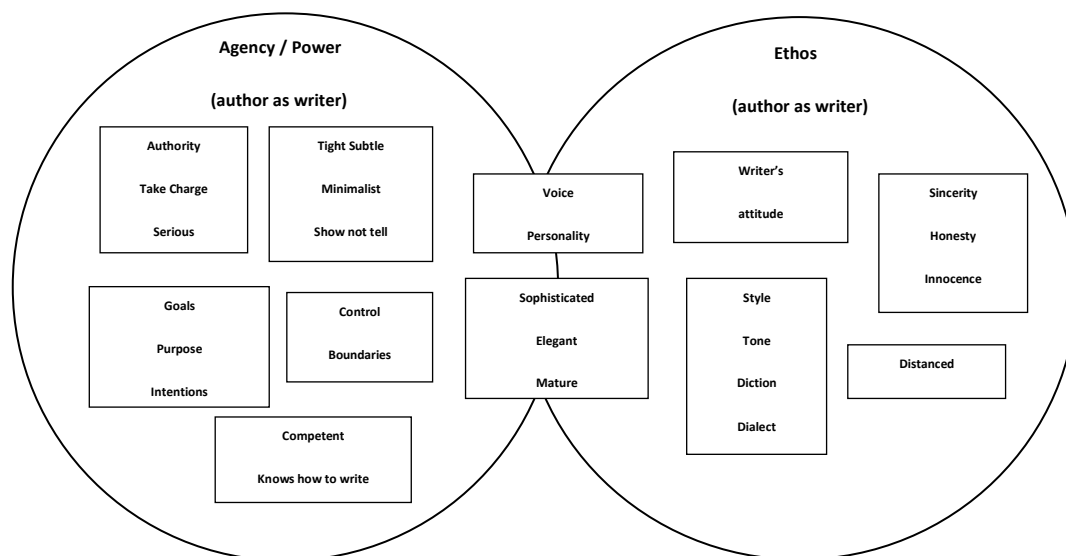 Agency / Power
(author as writer)
Authority
Take Charge
Serious
Tight Subtle
Minimalist
Show not tell
Goals
Purpose
Intentions
Control
Boundaries
Competent
Knows how to write
Voice
Personality
Sophisticated
Elegant
Mature
Ethos
(author as writer)
Writer’s
attitude
Sincerity
Honesty
Innocence
Style
Tone
Diction
Dialect
Distanced